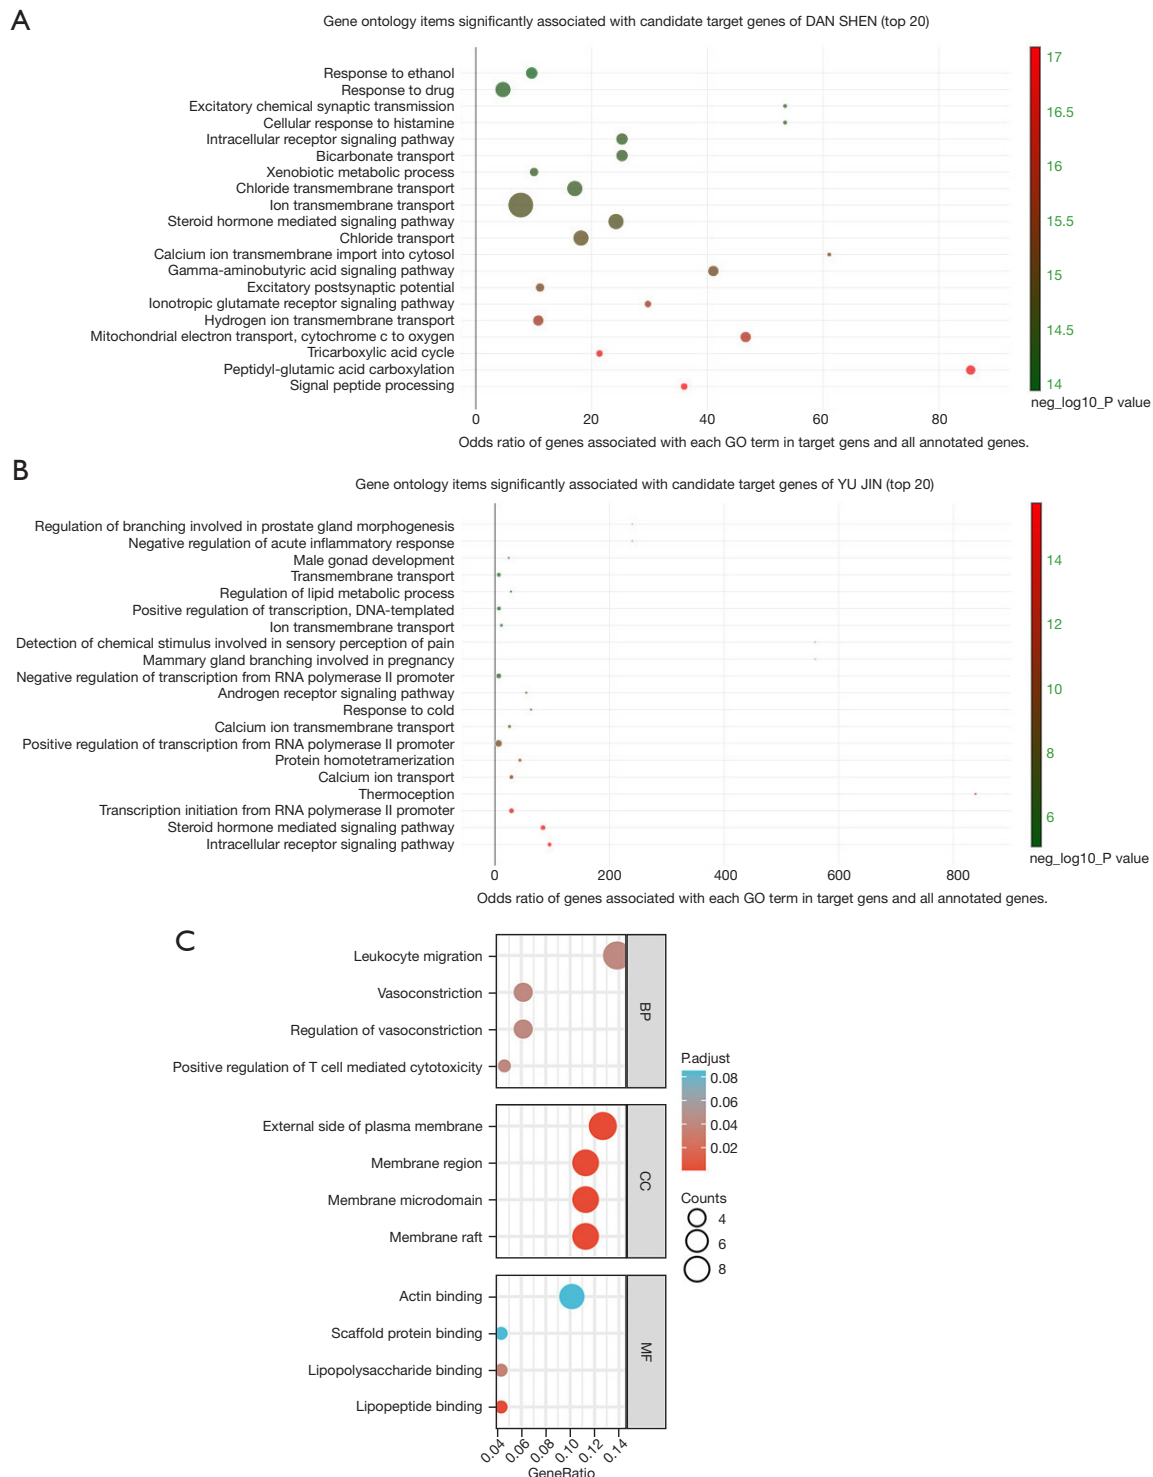 A
Gene ontology items significantly associated with candidate target genes of DAN SHEN (top 20)
Response to ethanol
Response to drug
Excitatory chemical synaptic transmission
Cellular response to histamine
Intracellular receptor signaling pathway
Bicarbonate transport
Xenobiotic metabolic process
Chloride transmembrane transport
Ion transmembrane transport
Steroid hormone mediated signaling pathway
Chloride transport
Calcium ion transmembrane import into cytosol
Gamma-aminobutyric acid signaling pathway
Excitatory postsynaptic potential
Ionotropic glutamate receptor signaling pathway
Hydrogen ion transmembrane transport
Mitochondrial electron transport, cytochrome c to oxygen
Tricarboxylic acid cycle
Peptidyl-glutamic acid carboxylation
Signal peptide processing
0 20 40 60 80
Odds ratio of genes associated with each GO term in target gens and all annotated genes.
17
16.5
16
15.5
15
14.5
14
neg_log10_P value
B
Gene ontology items significantly associated with candidate target genes of YU JIN (top 20)
Regulation of branching involved in prostate gland morphogenesis
Negative regulation of acute inflammatory response
Male gonad development
Transmembrane transport
Regulation of lipid metabolic process
Positive regulation of transcription, DNA-templated
Ion transmembrane transport
Detection of chemical stimulus involved in sensory perception of pain
Mammary gland branching involved in pregnancy
Negative regulation of transcription from RNA polymerase II promoter
Androgen receptor signaling pathway
Response to cold
Calcium ion transmembrane transport
Positive regulation of transcription from RNA polymerase II promoter
Protein homotetramerization
Calcium ion transport
Thermoception
Transcription initiation from RNA polymerase II promoter
Steroid hormone mediated signaling pathway
Intracellular receptor signaling pathway
0 200 400 600 800
Odds ratio of genes associated with each GO term in target gens and all annotated genes.
14
12
10
8
6
neg_log10_P value
C
Leukocyte migration
Vasoconstriction
Regulation of vasoconstriction
Positive regulation of T cell mediated cytotoxicity
BP
External side of plasma membrane
Membrane region
Membrane microdomain
Membrane raft
CC
Actin binding
Scaffold protein binding
Lipopolysaccharide binding
Lipopeptide binding
MF
0.04 0.06 0.08 0.10 0.12 0.14
GeneRatio
P.adjust
0.08
0.06
0.04
0.02
Counts
4
6
8